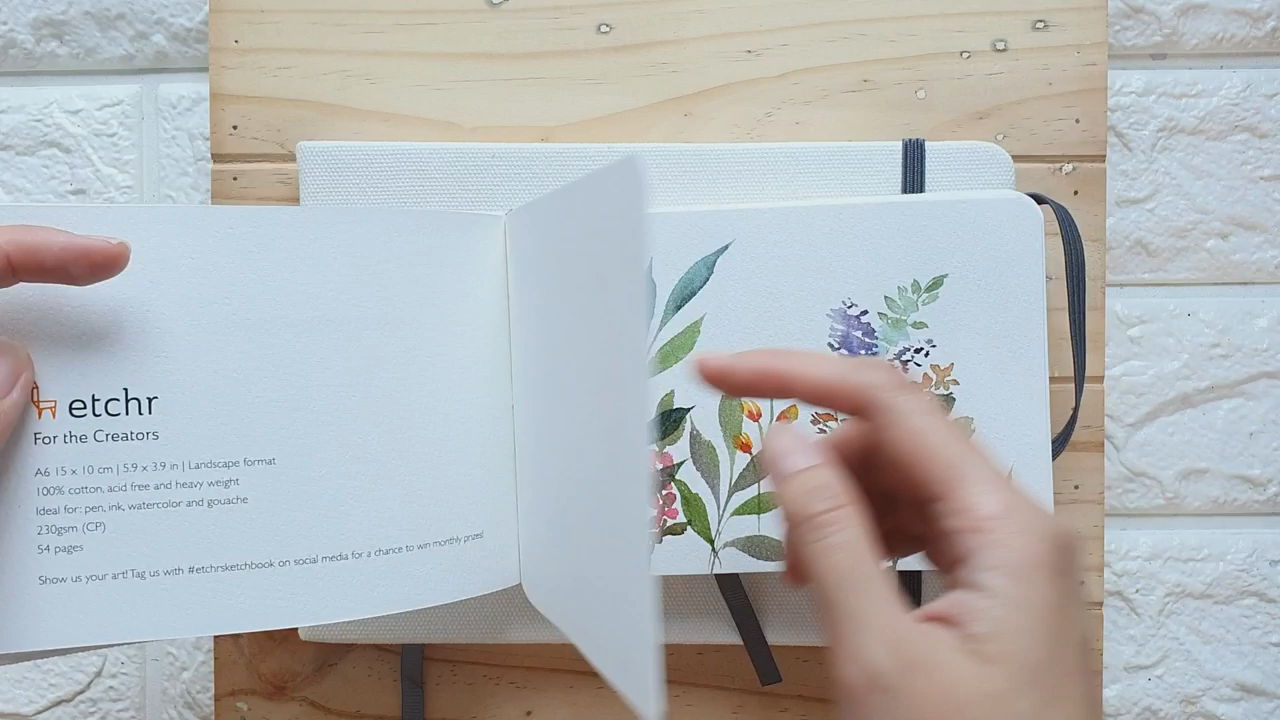 etchr
For the Creators
A6 15 x 10 cm | 5.9 x 3.9 in | Landscape format
100% cotton, acid free and heavy weight
Ideal for: pen, ink, watercolor and gouache
230gsm (CP)
54 pages
Show us your art! Tag us with #etchrsketchbook on social media for a chance to win monthly prizes!